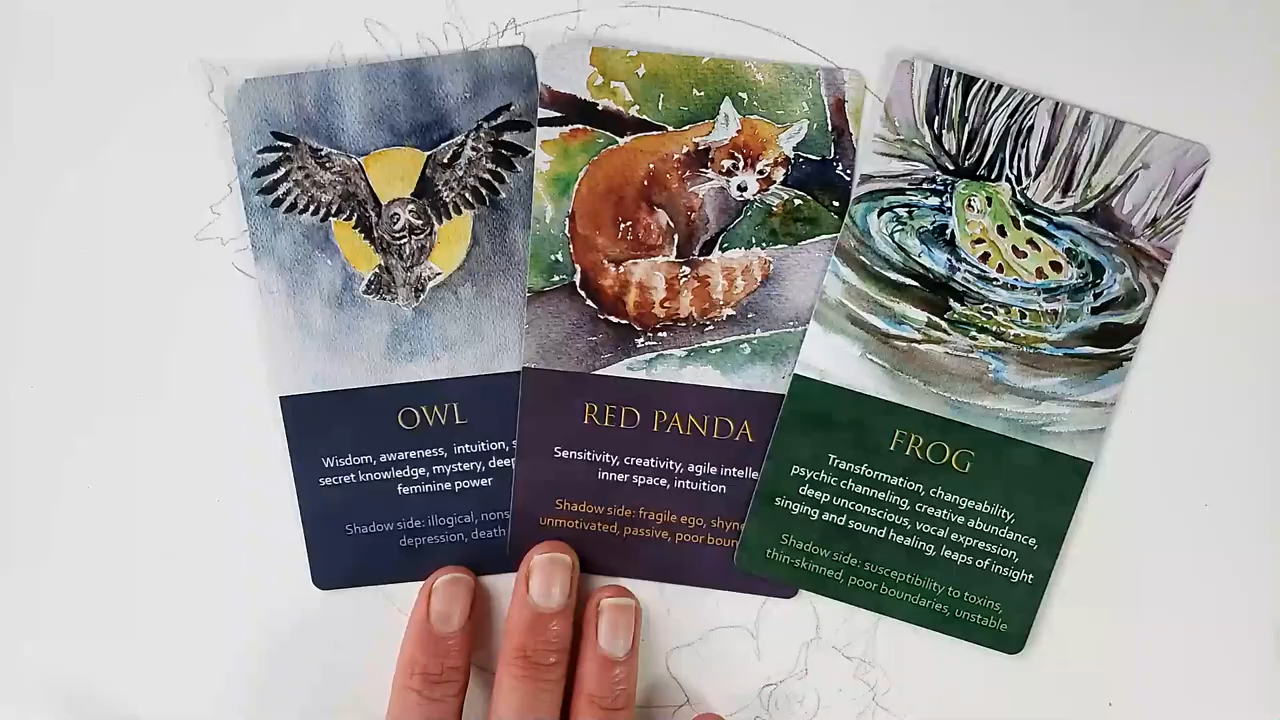 OWL
Wisdom, awareness, intuition,
secret knowledge, mystery, deep
feminine power
Shadow side: illogical,
depression, death
RED PANDA
Sensitivity, creativity, agile
inner space, intuition
Shadow side: fragile ego,
unmotivated, passive, poor
FROG
Transformation, changeability,
psychic channeling, creative abundance,
deep unconscious, vocal expression,
singing and sound healing, leaps of insight
Shadow side: susceptibility to toxins,
thin-skinned, poor boundaries, unstable